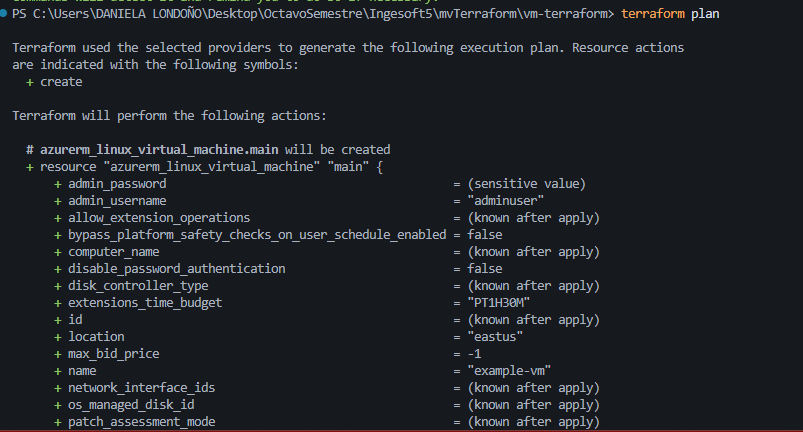 PS C:\Users\DANIELA LONDOÑO\Desktop\OctavoSemestre\Ingesoft5\mvTerraform\vm-terraform> terraform plan
Terraform used the selected providers to generate the following execution plan. Resource actions
are indicated with the following symbols:
+ create
Terraform will perform the following actions:
# azurerm_linux_virtual_machine.main will be created
+ resource "azurerm_linux_virtual_machine" "main" {
+ admin_password = (sensitive value)
+ admin_username = "adminuser"
+ allow_extension_operations = (known after apply)
+ bypass_platform_safety_checks_on_user_schedule_enabled = false
+ computer_name = (known after apply)
+ disable_password_authentication = false
+ disk_controller_type = (known after apply)
+ extensions_time_budget = "PT1H30M"
+ id = (known after apply)
+ location = "eastus"
+ max_bid_price = -1
+ name = "example-vm"
+ network_interface_ids = (known after apply)
+ os_managed_disk_id = (known after apply)
+ patch_assessment_mode = (known after apply)